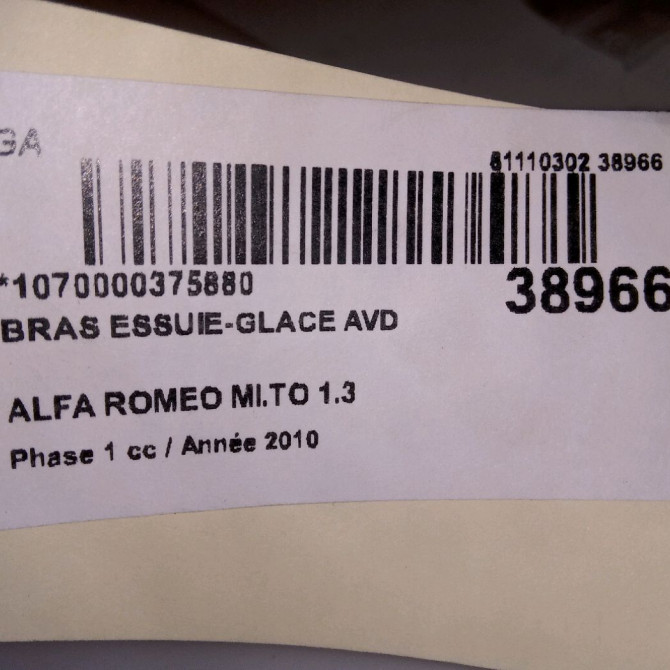 GA
81110302 38966
*1070000375880
38966
BRAS ESSUIE-GLACE AVD
ALFA ROMEO MI.TO 1.3
Phase 1 cc / Année 2010